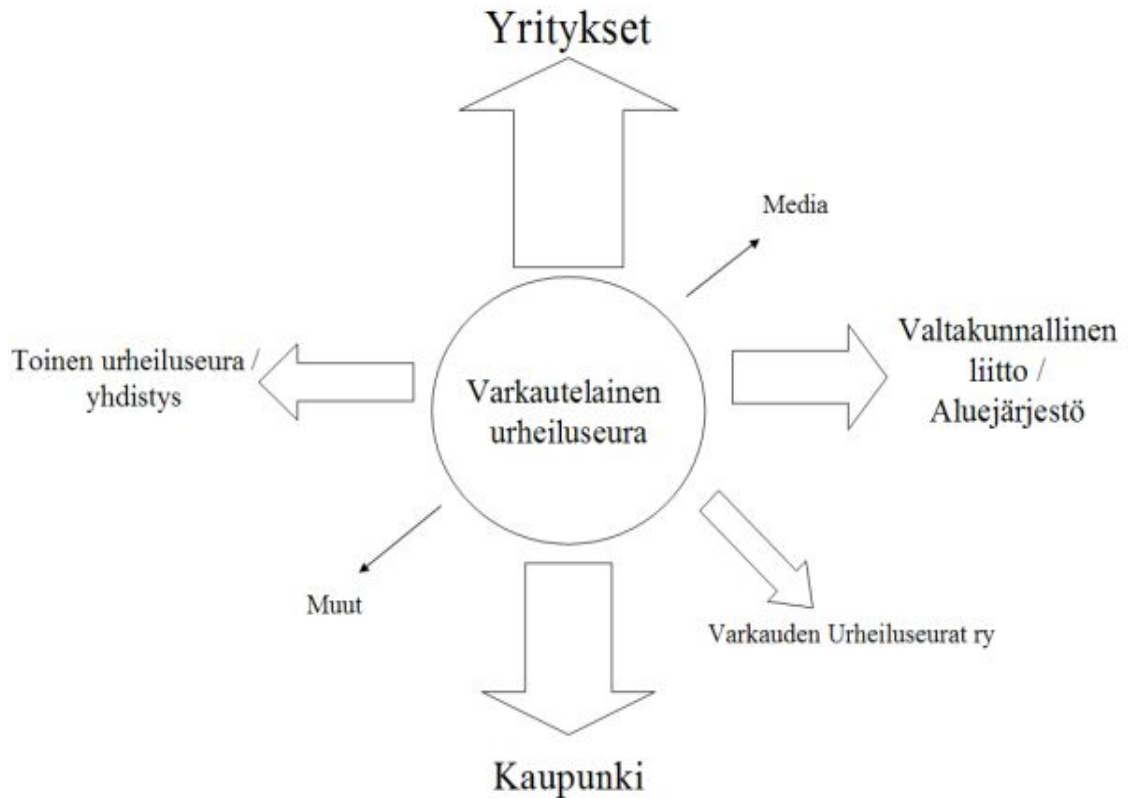 Yritykset
Media
Valtakunnallinen
liitto /
Aluejärjestö
Toinen urheiluseura /
yhdistys
Varkautelainen
urheiluseura
Muut
Varkauden Urheiluseurat ry
Kaupunki